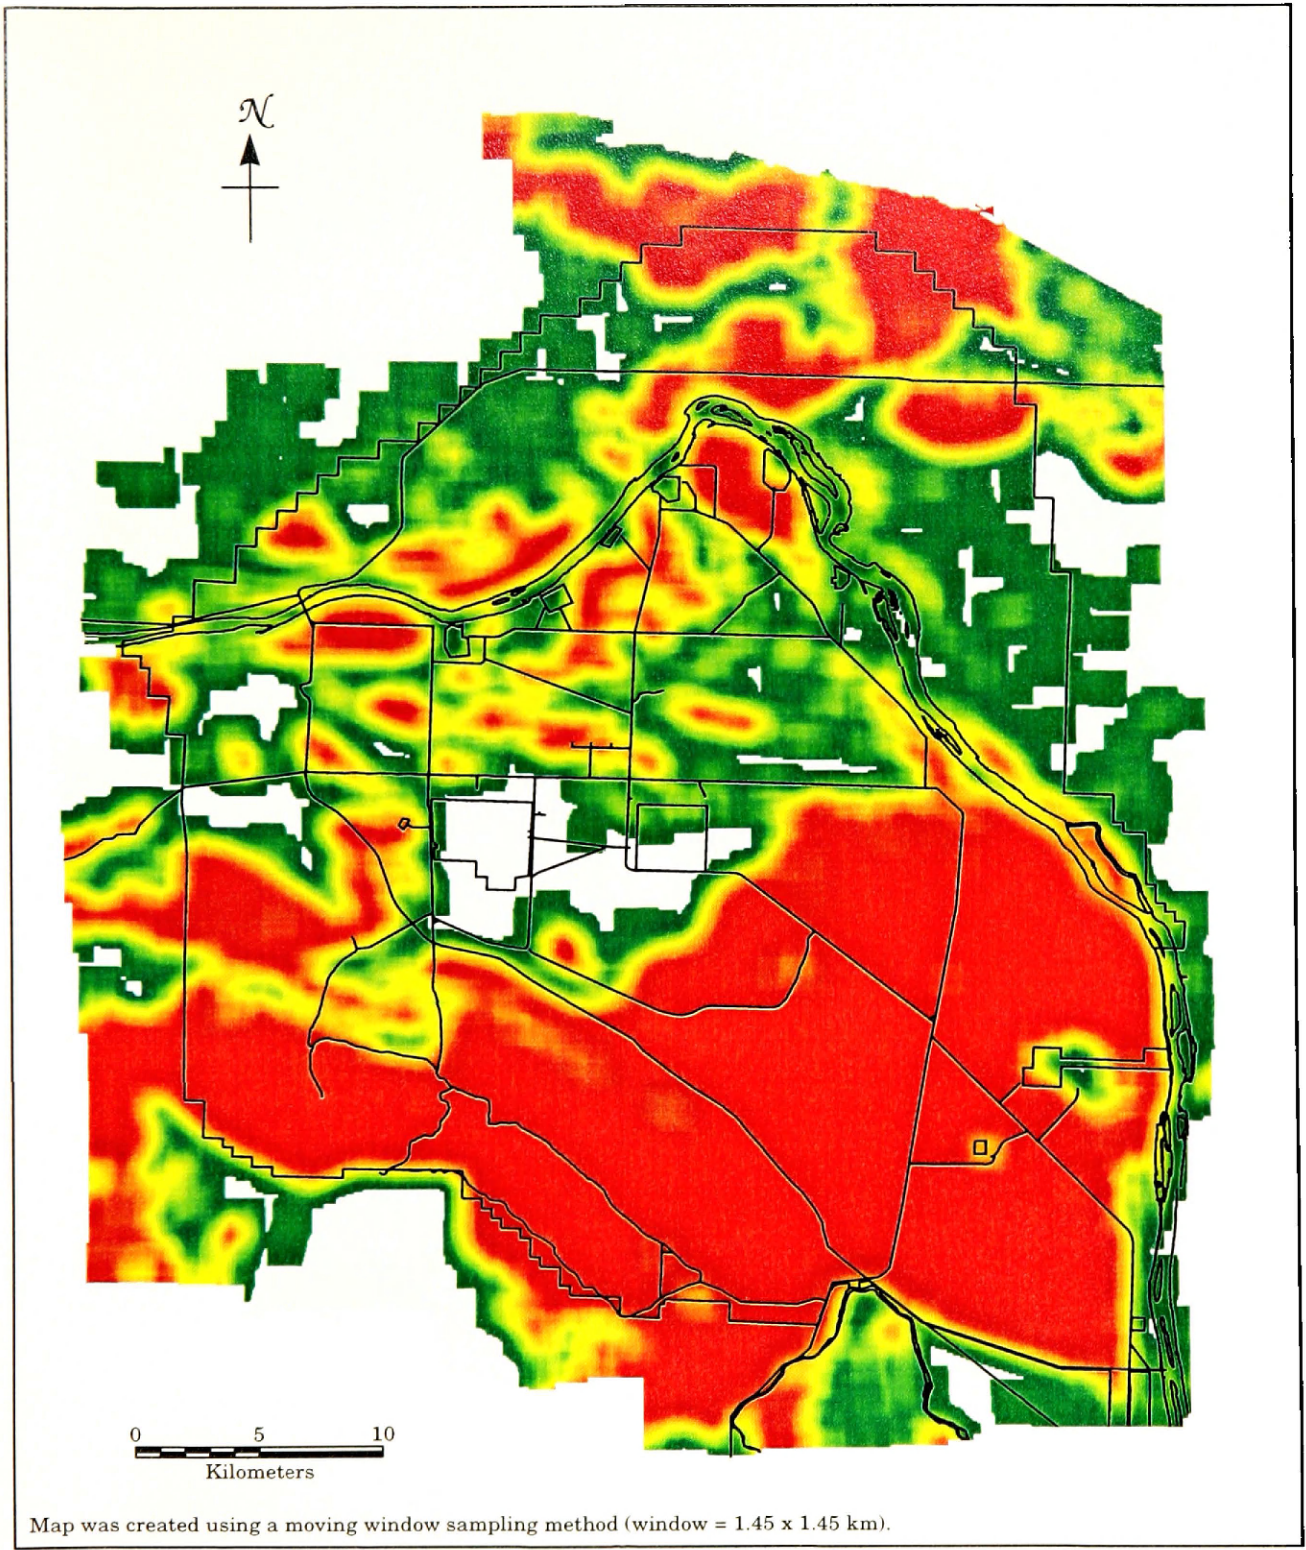 N
0 5 10
Kilometers
Map was created using a moving window sampling method (window = 1.45 x 1.45 km).